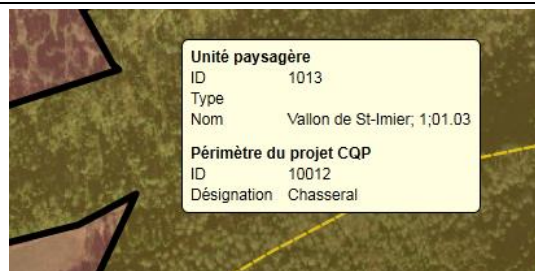 Unité paysagère
ID 1013
Type
Nom Vallon de St-Imier; 1;01.03
Périmètre du projet CQP
ID 10012
Désignation Chasseral